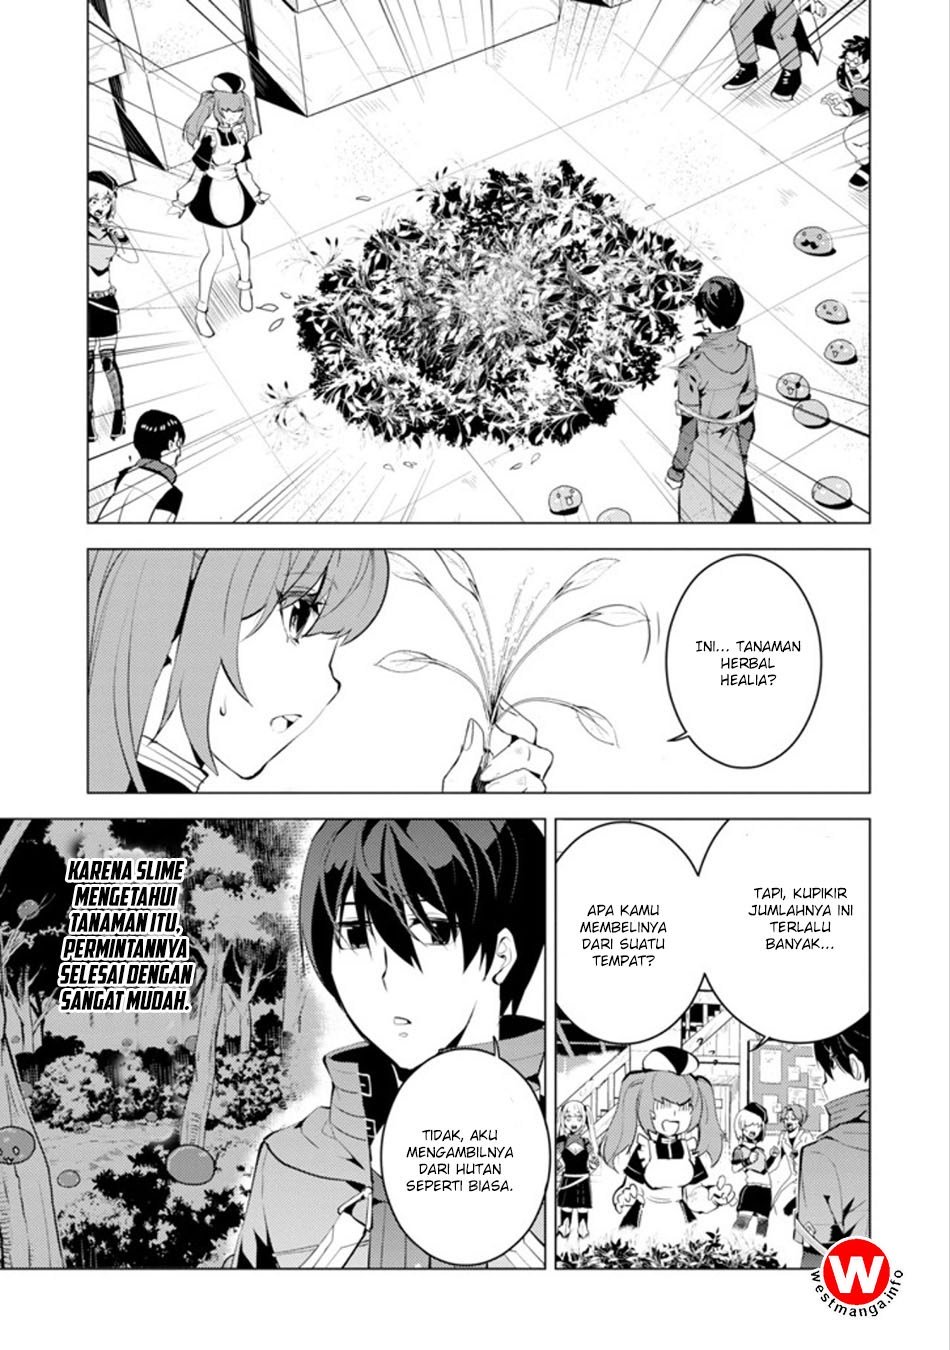 INI... TANAMAN
HERBAL
HEALIA?
TAPI, KUPIKIR
JUMLAHNYA INI
TERLALU
BANYAK...
APA KAMU
MEMBELINYA
DARI SUATU
TEMPAT?
KARENA SLIME
MENGETAHUI
TANAMAN ITU,
PERMINTANNYA
SELESAI DENGAN
SANGAT MUDAH.
TIDAK, AKU
MENGAMBILNYA
DARI HUTAN
SEPERTI BIASA.
W
westmanga.info